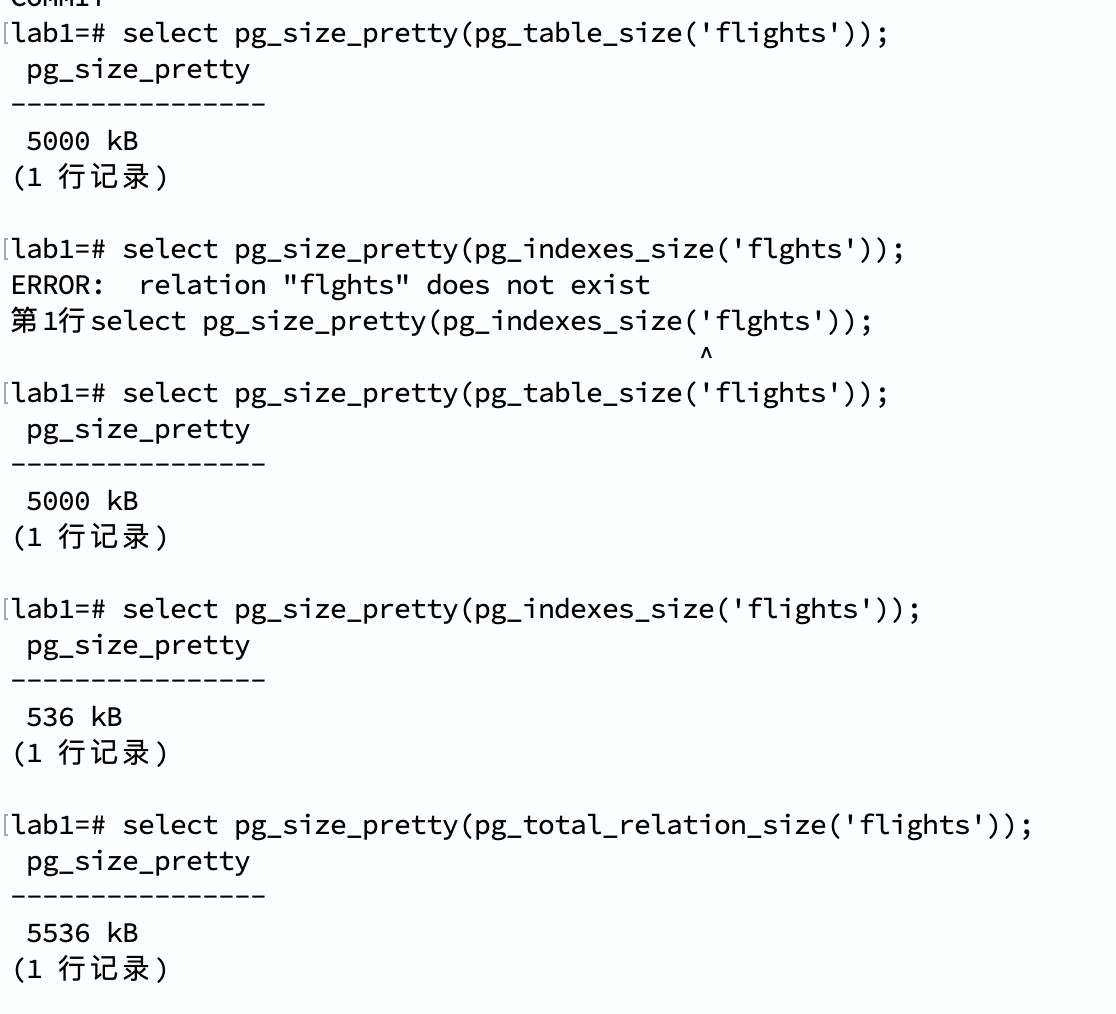 COMMIT
lab1=# select pg_size_pretty(pg_table_size('flights'));
pg_size_pretty
----------------
5000 kB
(1 行记录)
lab1=# select pg_size_pretty(pg_indexes_size('flghts'));
ERROR:  relation "flghts" does not exist
第1行select pg_size_pretty(pg_indexes_size('flghts'));
^
lab1=# select pg_size_pretty(pg_table_size('flights'));
pg_size_pretty
----------------
5000 kB
(1 行记录)
lab1=# select pg_size_pretty(pg_indexes_size('flights'));
pg_size_pretty
----------------
536 kB
(1 行记录)
lab1=# select pg_size_pretty(pg_total_relation_size('flights'));
pg_size_pretty
----------------
5536 kB
(1 行记录)